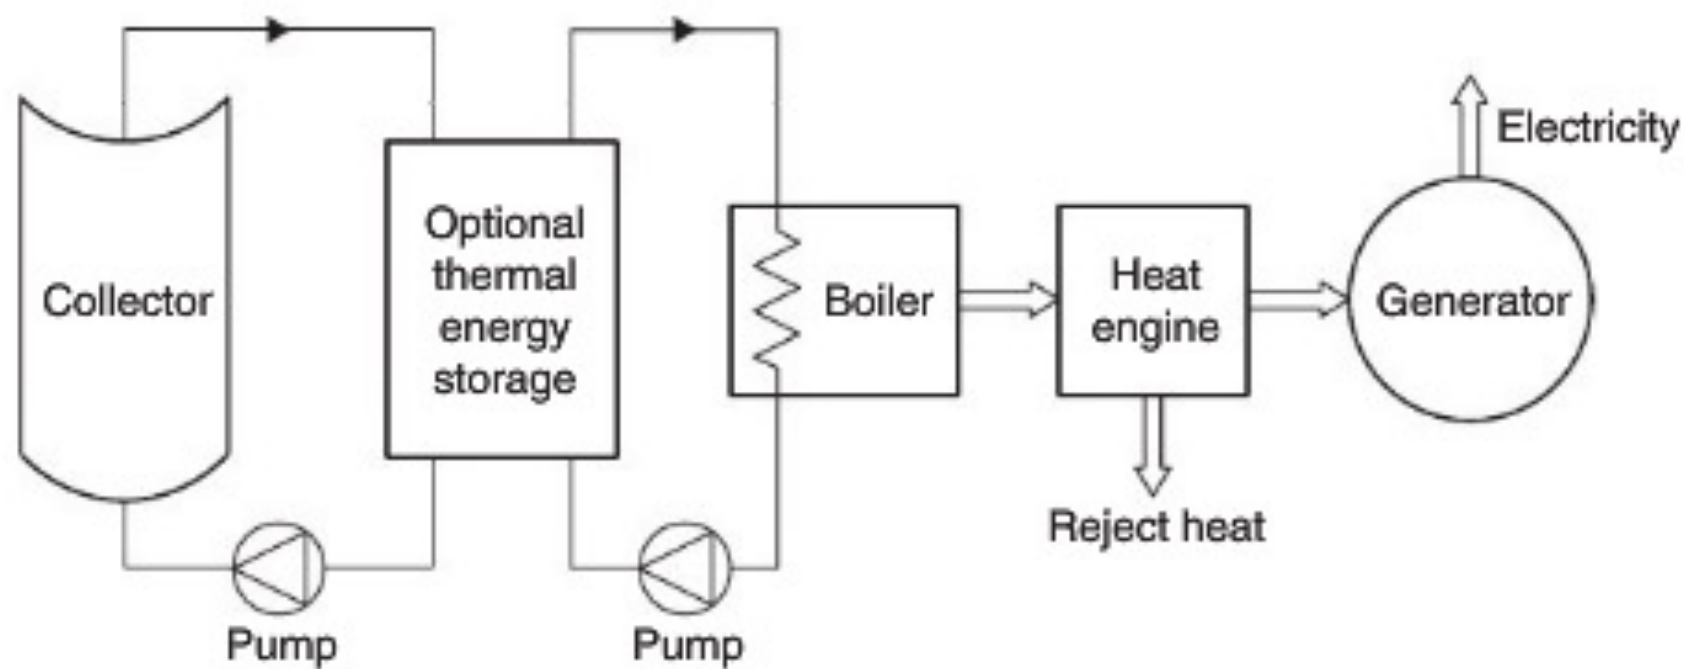 Electricity
Collector
Optional
thermal
energy
storage
Boiler
Heat
engine
Generator
Reject heat
Pump
Pump